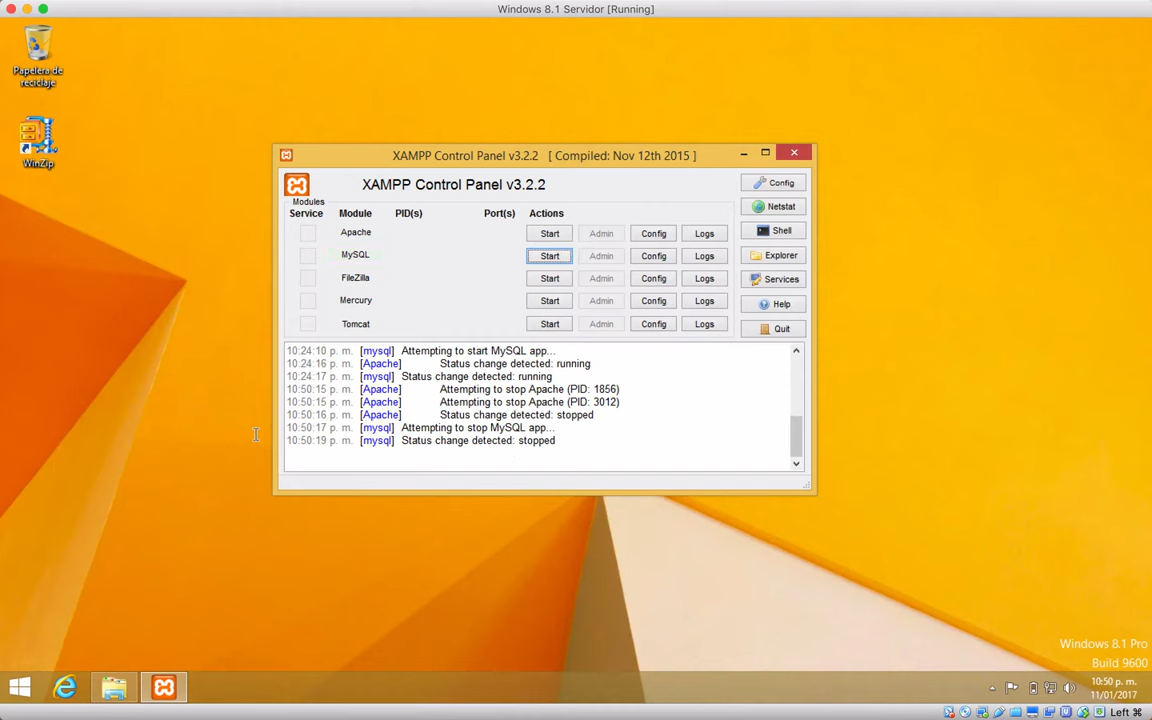 Windows 8.1 Servidor [Running]
Papelera de
reciclaje
WinZip
XAMPP Control Panel v3.2.2 [ Compiled: Nov 12th 2015 ]
XAMPP Control Panel v3.2.2
Modules
Service Module PID(s) Port(s) Actions
Apache Start Admin Config Logs
MySQL Start Admin Config Logs
FileZilla Start Admin Config Logs
Mercury Start Admin Config Logs
Tomcat Start Admin Config Logs
Config
Netstat
Shell
Explorer
Services
Help
Quit
10:24:10 p. m. [mysql] Attempting to start MySQL app...
10:24:16 p. m. [Apache] Status change detected: running
10:24:17 p. m. [mysql] Status change detected: running
10:50:15 p. m. [Apache] Attempting to stop Apache (PID: 1856)
10:50:15 p. m. [Apache] Attempting to stop Apache (PID: 3012)
10:50:16 p. m. [Apache] Status change detected: stopped
10:50:17 p. m. [mysql] Attempting to stop MySQL app...
10:50:19 p. m. [mysql] Status change detected: stopped
Windows 8.1 Pro
Build 9600
10:50 p. m.
11/01/2017
Left ⌘